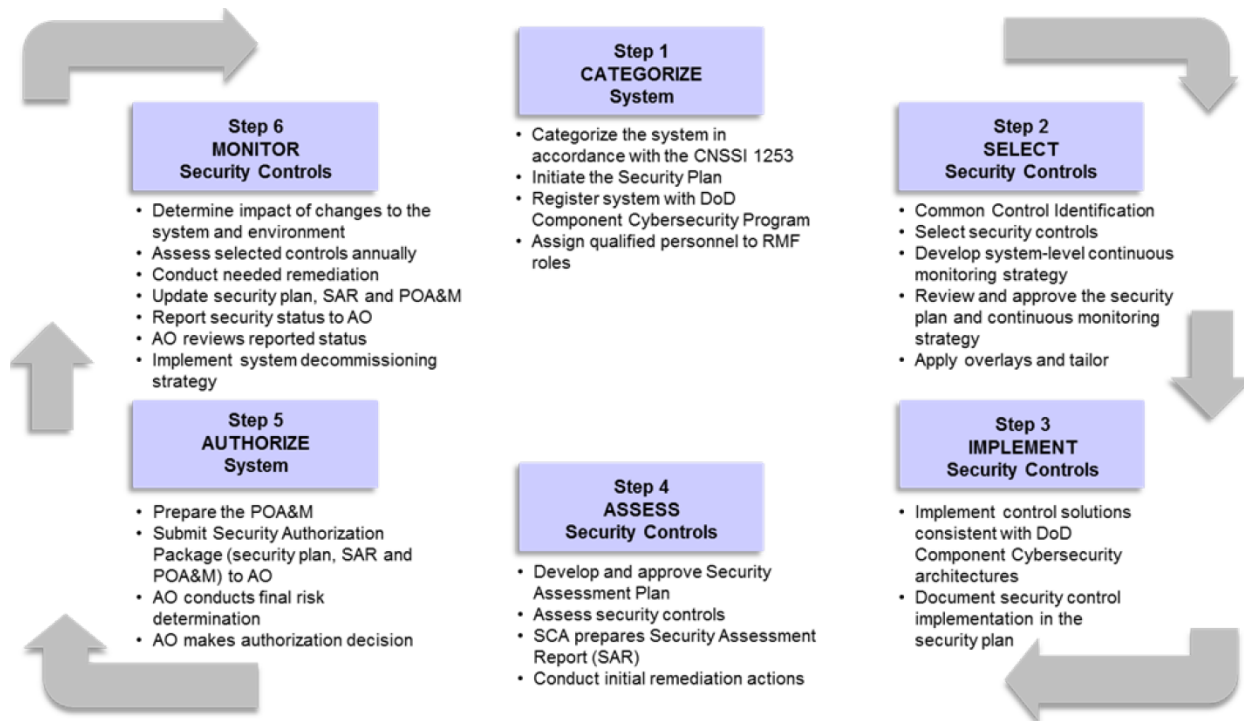 Step 1
CATEGORIZE
System
• Categorize the system in
accordance with the CNSSI 1253
• Initiate the Security Plan
• Register system with DoD
Component Cybersecurity Program
• Assign qualified personnel to RMF
roles
Step 2
SELECT
Security Controls
• Common Control Identification
• Select security controls
• Develop system-level continuous
monitoring strategy
• Review and approve the security
plan and continuous monitoring
strategy
• Apply overlays and tailor
Step 3
IMPLEMENT
Security Controls
• Implement control solutions
consistent with DoD
Component Cybersecurity
architectures
• Document security control
implementation in the
security plan
Step 4
ASSESS
Security Controls
• Develop and approve Security
Assessment Plan
• Assess security controls
• SCA prepares Security Assessment
Report (SAR)
• Conduct initial remediation actions
Step 5
AUTHORIZE
System
• Prepare the POA&M
• Submit Security Authorization
Package (security plan, SAR and
POA&M) to AO
• AO conducts final risk
determination
• AO makes authorization decision
Step 6
MONITOR
Security Controls
• Determine impact of changes to the
system and environment
• Assess selected controls annually
• Conduct needed remediation
• Update security plan, SAR and POA&M
• Report security status to AO
• AO reviews reported status
• Implement system decommissioning
strategy